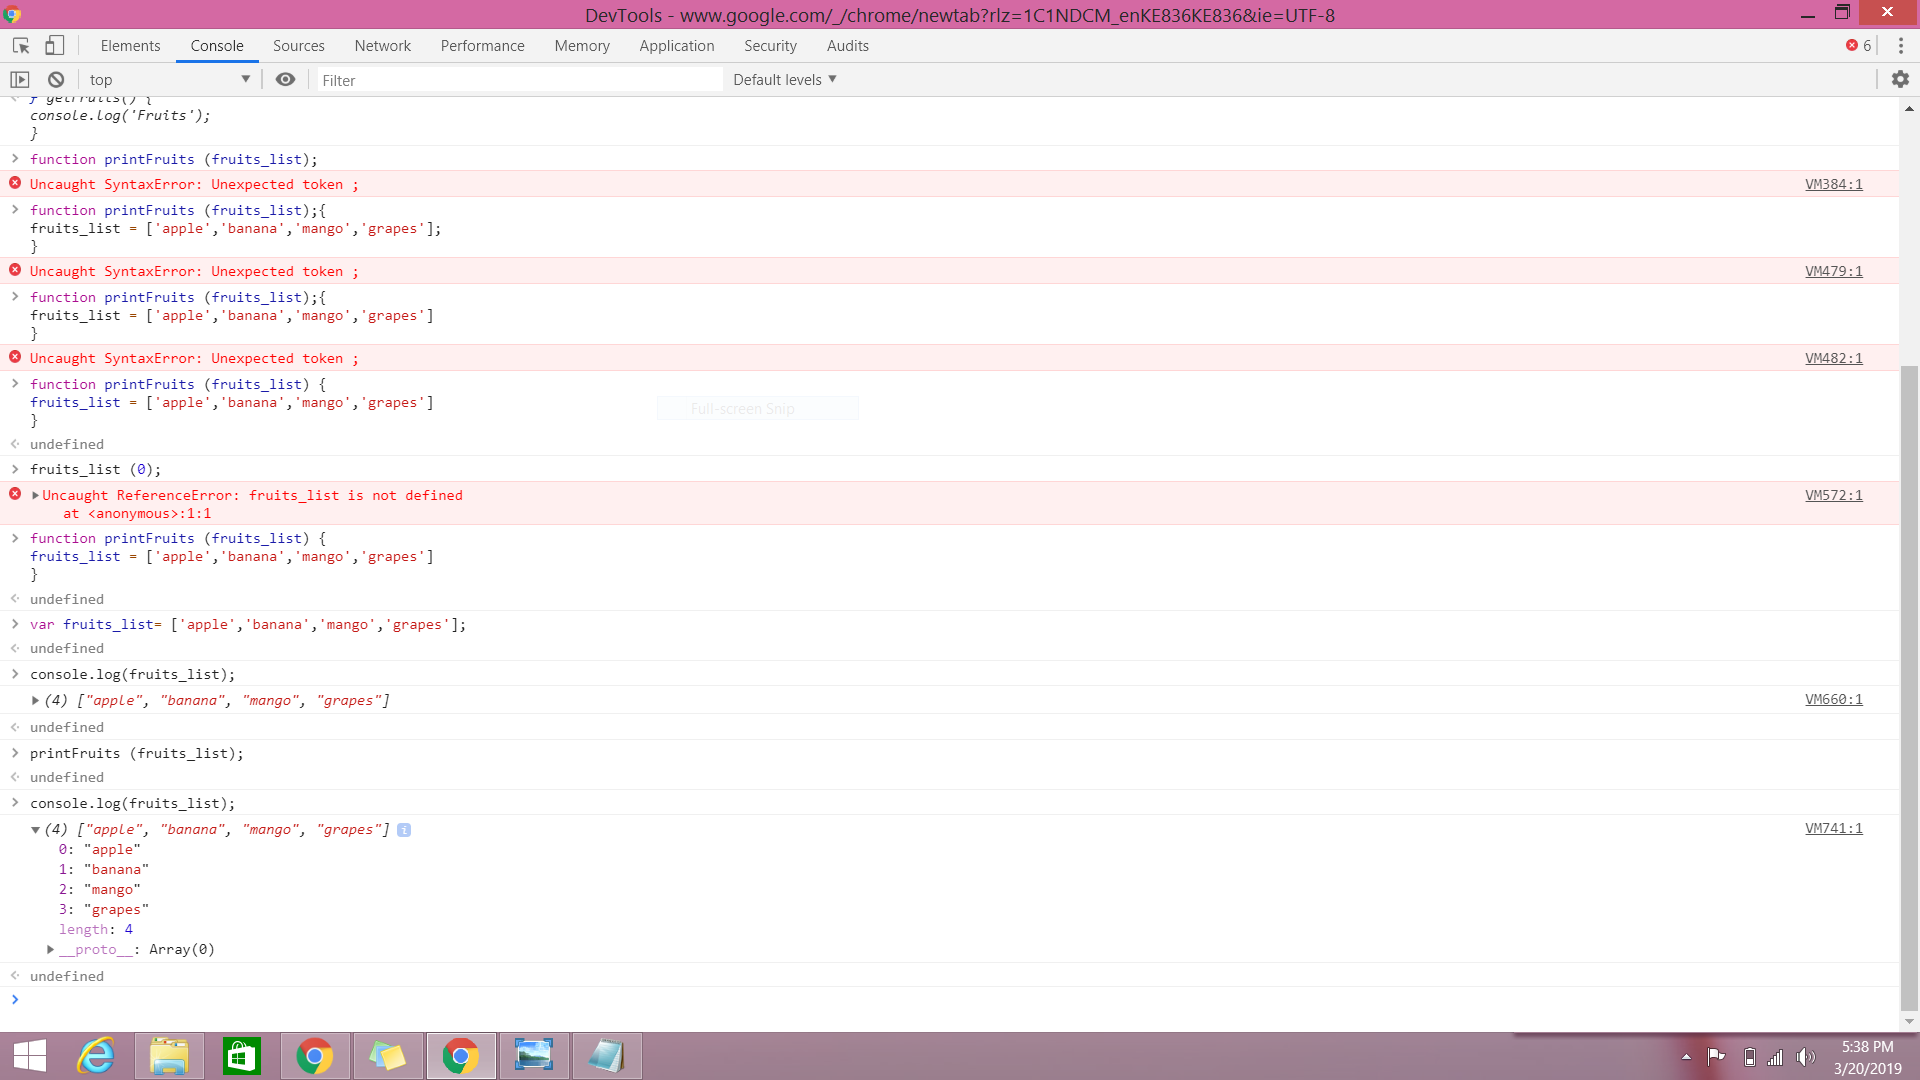 DevTools - www.google.com/_/chrome/newtab?rlz=1C1NDCM_enKE836KE836&ie=UTF-8
Elements Console Sources Network Performance Memory Application Security Audits 6
top Filter Default levels
ƒ getFruits() {
console.log('Fruits');
}
function printFruits (fruits_list);
Uncaught SyntaxError: Unexpected token ; VM384:1
function printFruits (fruits_list);{
fruits_list = ['apple','banana','mango','grapes'];
}
Uncaught SyntaxError: Unexpected token ; VM479:1
function printFruits (fruits_list);{
fruits_list = ['apple','banana','mango','grapes']
}
Uncaught SyntaxError: Unexpected token ; VM482:1
function printFruits (fruits_list) {
fruits_list = ['apple','banana','mango','grapes']
Full-screen Snip
}
undefined
fruits_list (0);
Uncaught ReferenceError: fruits_list is not defined VM572:1
at <anonymous>:1:1
function printFruits (fruits_list) {
fruits_list = ['apple','banana','mango','grapes']
}
undefined
var fruits_list= ['apple','banana','mango','grapes'];
undefined
console.log(fruits_list);
(4) ["apple", "banana", "mango", "grapes"] VM660:1
undefined
printFruits (fruits_list);
undefined
console.log(fruits_list);
(4) ["apple", "banana", "mango", "grapes"] i VM741:1
0: "apple"
1: "banana"
2: "mango"
3: "grapes"
length: 4
__proto__: Array(0)
undefined
5:38 PM
3/20/2019